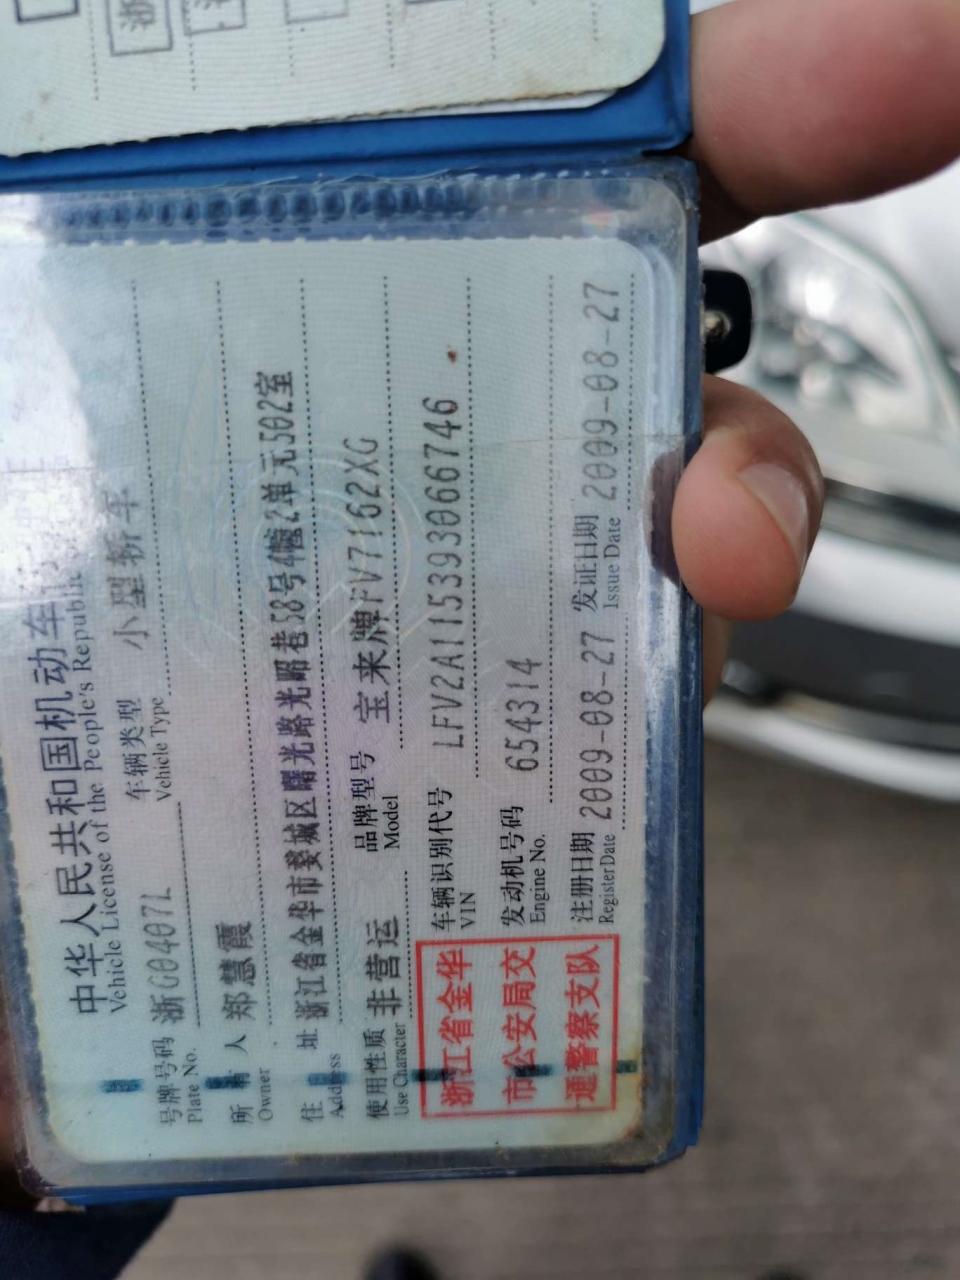 中华人民共和国机动车
Vehicle License of the People's Republic
号牌号码 浙G0407L 车辆类型 小型轿车
Plate No. Vehicle Type
所有人 郑慧霞
Owner
住址 浙江省金华市婺城区曙光路光昭巷58号4幢2单元502室
Address
使用性质 非营运 品牌型号 宝来牌FV7162XG
Use Character Model
浙江省金华
市公安局交
通警察支队
车辆识别代号 LFV2A115393066746
VIN
发动机号码 654314
Engine No.
注册日期 2009-08-27 发证日期 2009-08-27
Register Date Issue Date